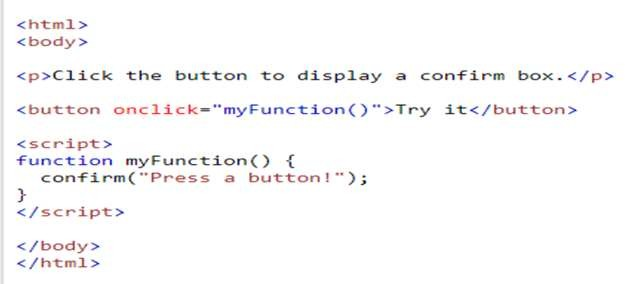 <html>
<body>
<p>Click the button to display a confirm box.</p>
<button onclick="myFunction()">Try it</button>
<script>
function myFunction() {
  confirm("Press a button!");
}
</script>
</body>
</html>